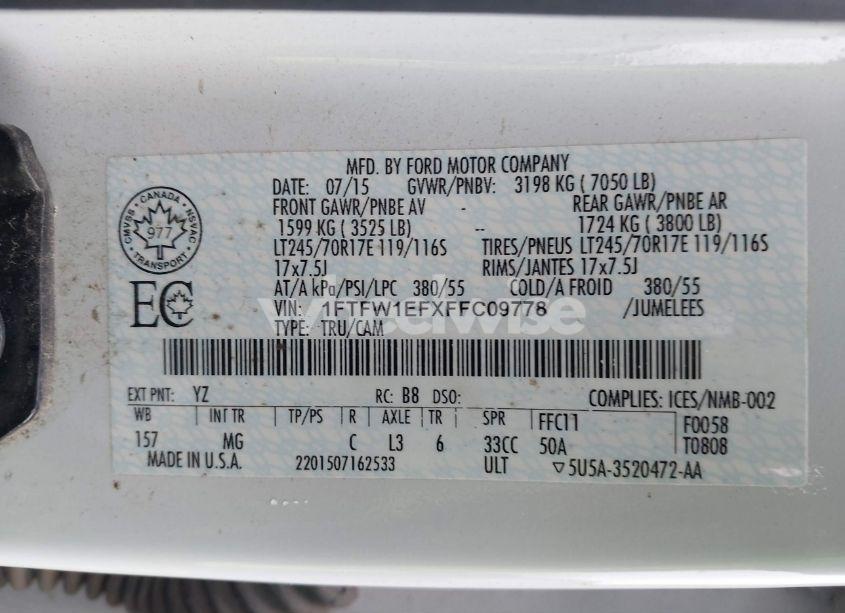 MFD. BY FORD MOTOR COMPANY
DATE: 07/15 GVWR/PNBV: 3198 KG ( 7050 LB)
FRONT GAWR/PNBE AV - REAR GAWR/PNBE AR
1599 KG ( 3525 LB) -- 1724 KG ( 3800 LB)
LT245/70R17E 119/116S TIRES/PNEUS LT245/70R17E 119/116S
17x7.5J RIMS/JANTES 17x7.5J
AT/A kPa/PSI/LPC 380/55 COLD/A FROID 380/55
VIN: 1FTFW1EFXFFC09778 /JUMELEES
TYPE: TRU/CAM
CANADA
CMVSS NSVAC
977
TRANSPORT
EC
EXT PNT: YZ RC: B8 DSO: COMPLIES: ICES/NMB-002
WB INT TR TP/PS R AXLE TR SPR FFC11 F0058
157 MG C L3 6 33CC 50A T0808
MADE IN U.S.A. 2201507162533 ULT ▽5U5A-3520472-AA